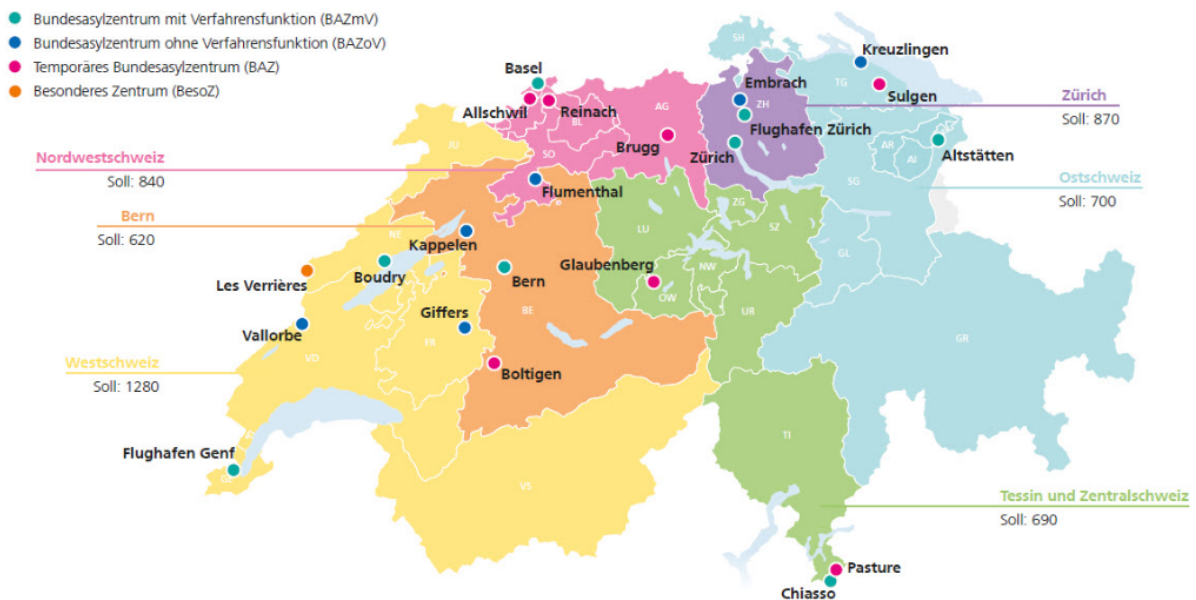 Bundesasylzentrum mit Verfahrensfunktion (BAZmV)
Bundesasylzentrum ohne Verfahrensfunktion (BAZoV)
Temporäres Bundesasylzentrum (BAZ)
Besonderes Zentrum (BesoZ)
SH
Kreuzlingen
Basel
Embrach
TG
Zürich
Soll: 870
Allschwil
Reinach
AG
ZH
Sulgen
BL
Flughafen Zürich
JU
SO
Brugg
Zürich
AR
AI
Altstätten
Nordwestschweiz
Soll: 840
Flumenthal
SG
Ostschweiz
Soll: 700
Bern
Soll: 620
NE
Kappelen
LU
ZG
SZ
Boudry
Bern
Glaubenberg
NW
GL
Les Verrières
OW
UR
Vallorbe
Giffers
BE
GR
Westschweiz
Soll: 1280
VD
FR
Boltigen
Flughafen Genf
GE
VS
TI
Tessin und Zentralschweiz
Soll: 690
Pasture
Chiasso